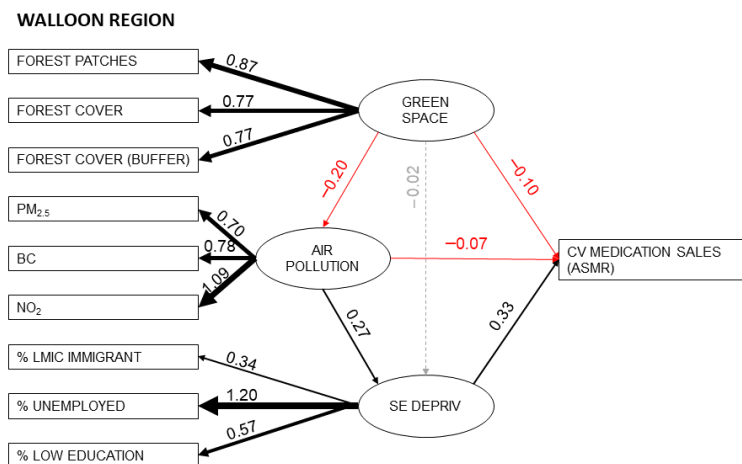 WALLOON REGION
FOREST PATCHES
0.87
GREEN
SPACE
FOREST COVER
0.77
FOREST COVER (BUFFER)
0.77
−0.20
−0.02
−0.10
PM₂.₅
0.70
BC
0.78
AIR
POLLUTION
−0.07
CV MEDICATION SALES
(ASMR)
NO₂
1.09
0.27
0.33
% LMIC IMMIGRANT
0.34
% UNEMPLOYED
1.20
SE DEPRIV
% LOW EDUCATION
0.57